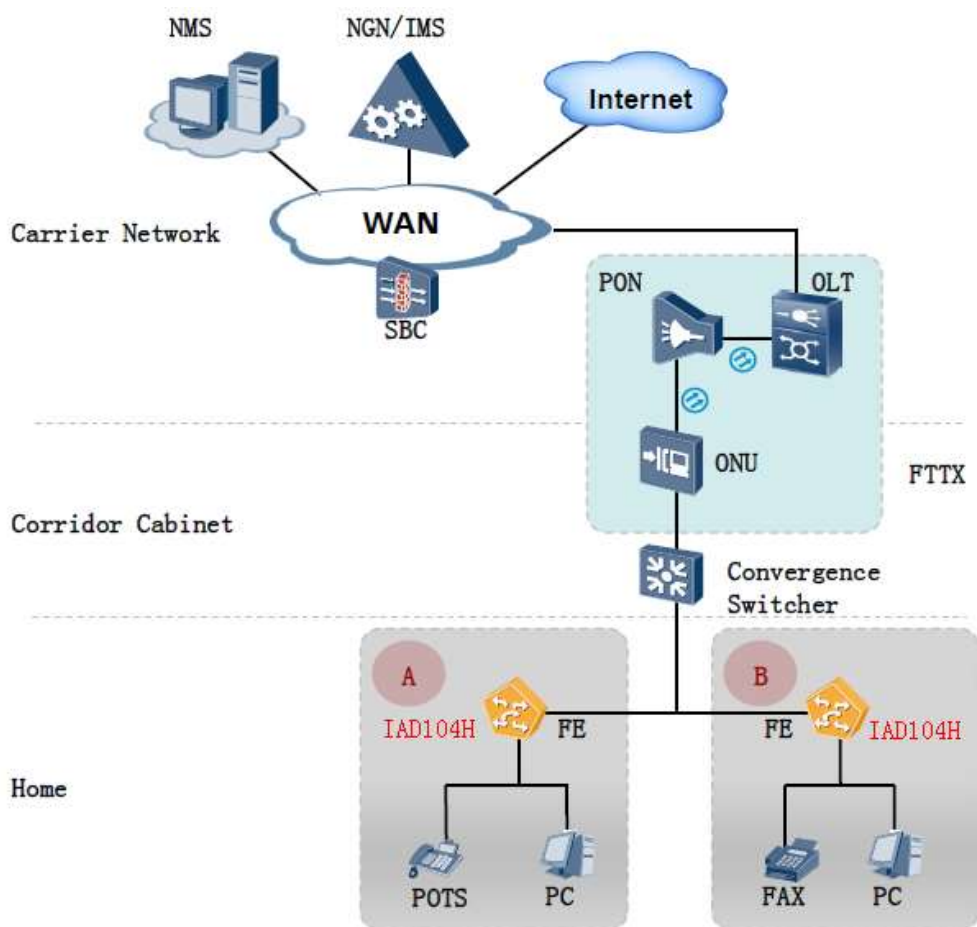 NMS
NGN/IMS
Internet
WAN
Carrier Network
SBC
PON
OLT
ONU
FTTX
Corridor Cabinet
Convergence
Switcher
A
B
IAD104H
FE
FE
IAD104H
Home
POTS
PC
FAX
PC